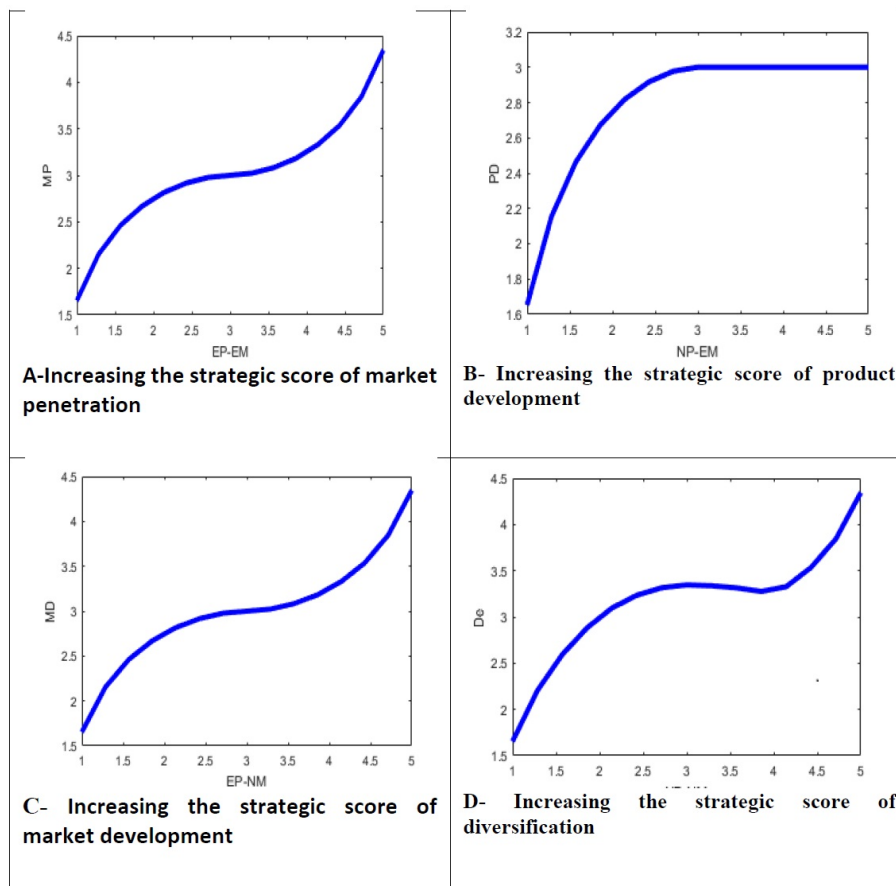 4.5
4
3.5
3
2.5
2
1.5
MP
1 1.5 2 2.5 3 3.5 4 4.5 5
EP-EM
A-Increasing the strategic score of market
penetration
3.2
3
2.8
2.6
2.4
2.2
2
1.8
1.6
PD
1 1.5 2 2.5 3 3.5 4 4.5 5
NP-EM
B- Increasing the strategic score of product
development
4.5
4
3.5
3
2.5
2
1.5
MD
1 1.5 2 2.5 3 3.5 4 4.5 5
EP-NM
C- Increasing the strategic score of
market development
4.5
4
3.5
3
2.5
2
1.5
De
1 1.5 2 2.5 3 3.5 4 4.5 5
D- Increasing the strategic score of
diversification